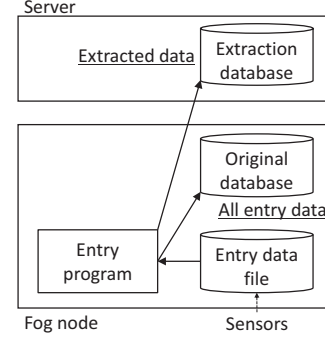 Server
Extracted data
Extraction
database
Original
database
All entry data
Entry
program
Entry data
file
Fog node
Sensors